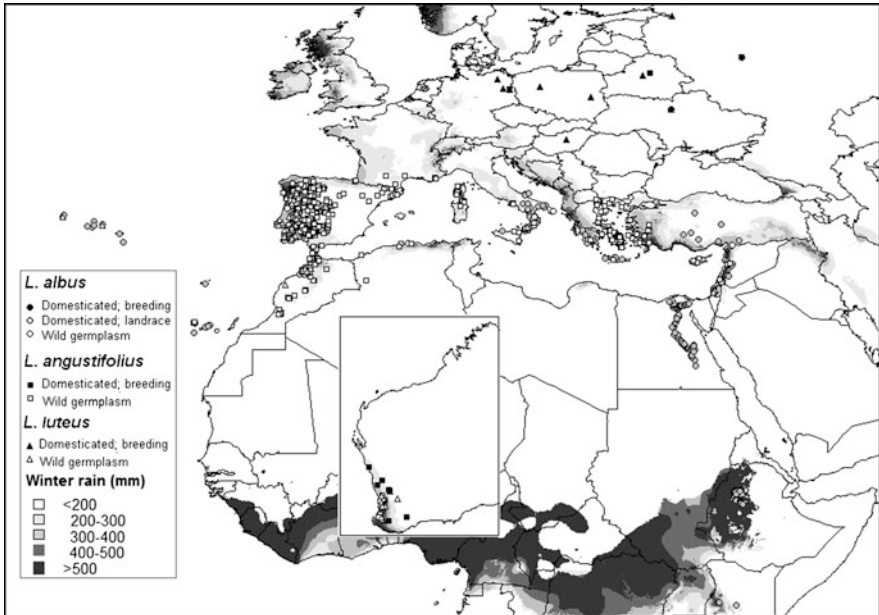 L. albus
Domesticated; breeding
Domesticated; landrace
Wild germplasm
L. angustifolius
Domesticated; breeding
Wild germplasm
L. luteus
Domesticated; breeding
Wild germplasm
Winter rain (mm)
<200
200-300
300-400
400-500
>500